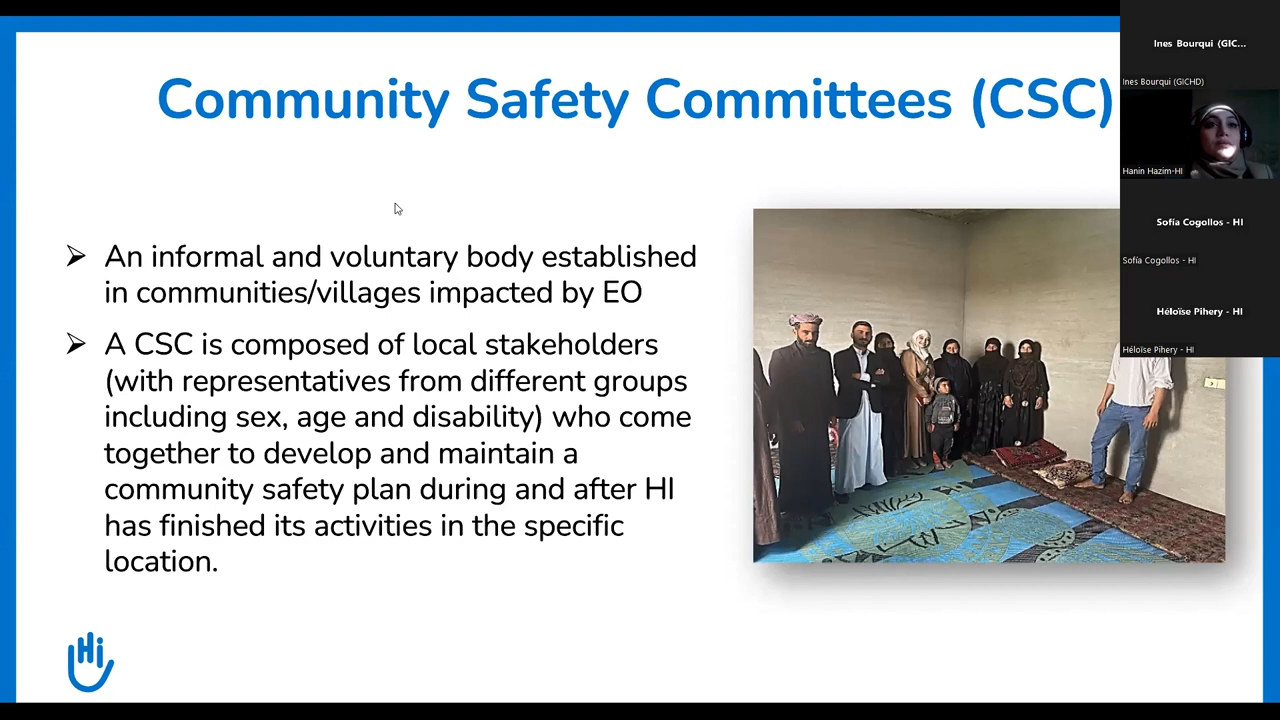 Community Safety Committees (CSC)
➢ An informal and voluntary body established
in communities/villages impacted by EO
➢ A CSC is composed of local stakeholders
(with representatives from different groups
including sex, age and disability) who come
together to develop and maintain a
community safety plan during and after HI
has finished its activities in the specific
location.
Hi
Ines Bourqui (GIC...
Ines Bourqui (GICHD)
Hanin Hazim-HI
Sofía Cogollos - HI
Sofía Cogollos - HI
Héloïse Pihery - HI
Héloïse Pihery - HI